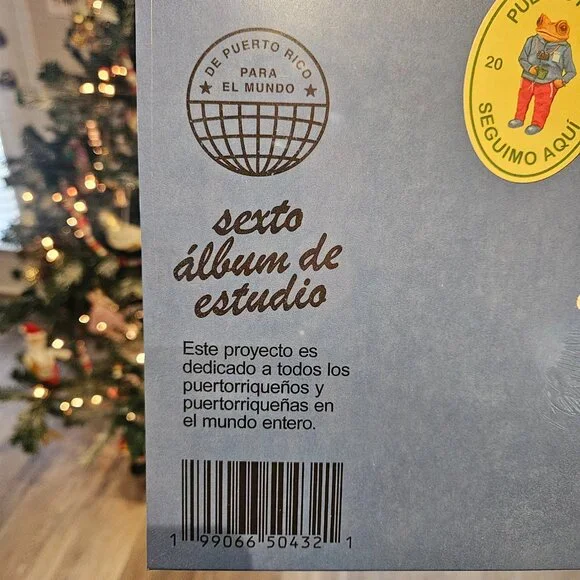 DE PUERTO RICO
PARA
EL MUNDO
sexto
álbum de
estudio
Este proyecto es
dedicado a todos los
puertorriqueños y
puertorriqueñas en
el mundo entero.
1 99066 50432 1
20
SEGUIMO AQUÍ